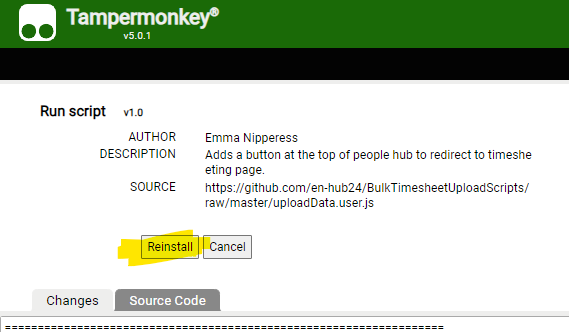 Tampermonkey®
v5.0.1
Run script v1.0
AUTHOR Emma Nipperess
DESCRIPTION Adds a button at the top of people hub to redirect to timeshe
eting page.
SOURCE https://github.com/en-hub24/BulkTimesheetUploadScripts/
raw/master/uploadData.user.js
Reinstall Cancel
Changes Source Code
===================================================================